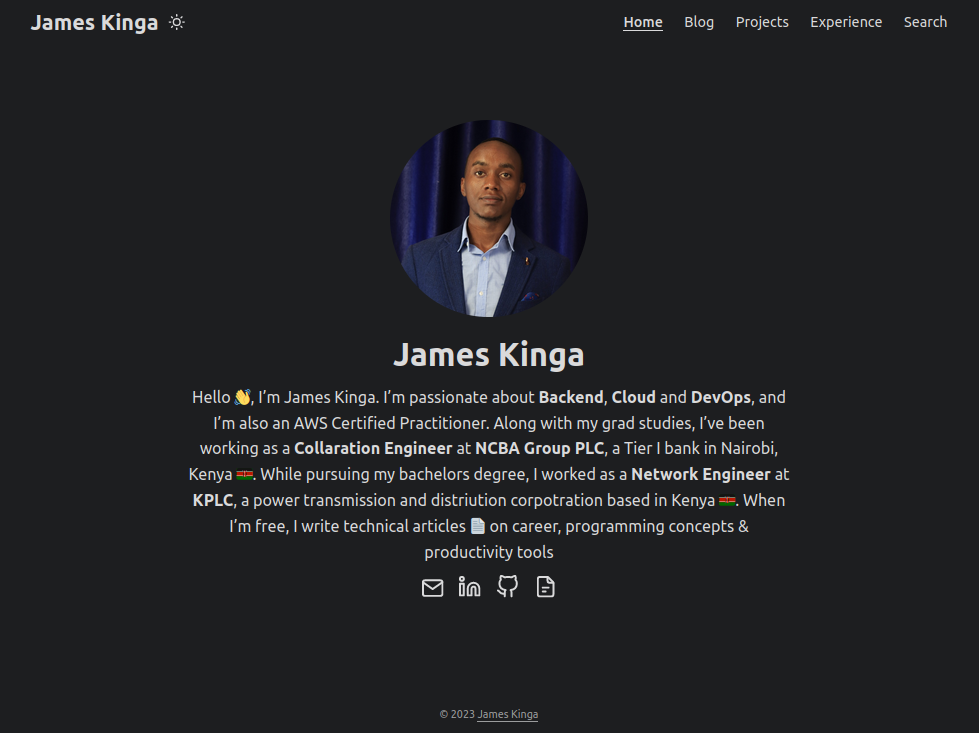 James Kinga
Home Blog Projects Experience Search
James Kinga
Hello 👋, I’m James Kinga. I’m passionate about Backend, Cloud and DevOps, and
I’m also an AWS Certified Practitioner. Along with my grad studies, I’ve been
working as a Collaration Engineer at NCBA Group PLC, a Tier I bank in Nairobi,
Kenya 🇰🇪. While pursuing my bachelors degree, I worked as a Network Engineer at
KPLC, a power transmission and distriution corpotration based in Kenya 🇰🇪. When
I’m free, I write technical articles 📄 on career, programming concepts &
productivity tools
© 2023 James Kinga